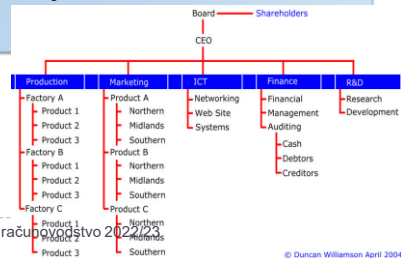 Board Shareholders
CEO
Production Marketing ICT Finance R&D
Factory A
Product 1
Product 2
Product 3
Factory B
Product 1
Product 2
Product 3
Factory C
Product 1
Product 2
Product 3
Product A
Northern
Midlands
Southern
Product B
Northern
Midlands
Southern
Product C
Northern
Midlands
Southern
Networking
Web Site
Systems
Financial
Management
Auditing
Cash
Debtors
Creditors
Research
Development
računovodstvo 2022/23
© Duncan Williamson April 2004